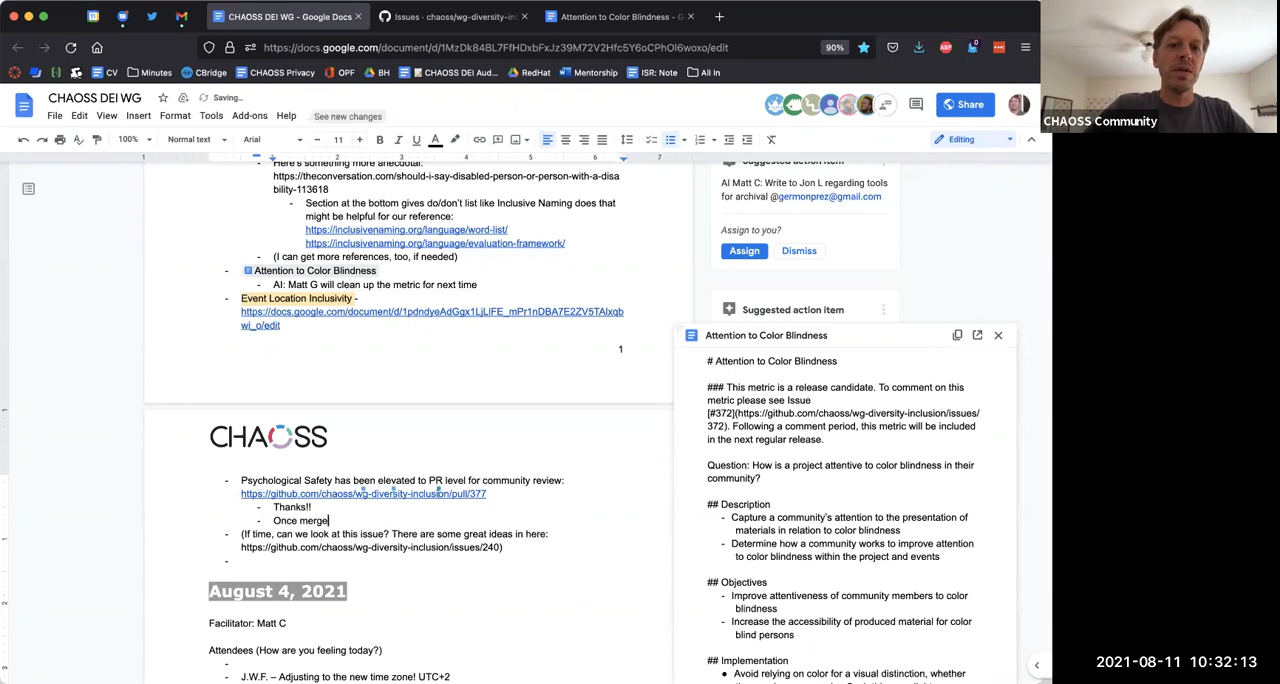 CHAOSS DEI WG - Google Docs
Issues · chaoss/wg-diversity-inc
Attention to Color Blindness - G
https://docs.google.com/document/d/1MzDk84BL7FfHDxbFxJz39M72V2Hfc5Y6oCPhOl6woxo/edit
90%
CV
Minutes
CBridge
CHAOSS Privacy
OPF
BH
CHAOSS DEI Aud...
RedHat
Mentorship
ISR: Note
All In
CHAOSS DEI WG
Saving...
File Edit View Insert Format Tools Add-ons Help
See new changes
Share
100%
Normal text
Arial
11
Editing
1 1 2 3 4 5 6 7
Here's something more anecdotal:
https://theconversation.com/should-i-say-disabled-person-or-person-with-a-disa
bility-113618
- Section at the bottom gives do/don't list like Inclusive Naming does that
might be helpful for our reference:
https://inclusivenaming.org/language/word-list/
https://inclusivenaming.org/language/evaluation-framework/
- (I can get more references, too, if needed)
- Attention to Color Blindness
- AI: Matt G will clean up the metric for next time
- Event Location Inclusivity -
https://docs.google.com/document/d/1pdndyeAdGgx1LjLlFE_mPr1nDBA7E2ZV5TAlxqb
wi_o/edit
1
CHAOSS
- Psychological Safety has been elevated to PR level for community review:
https://github.com/chaoss/wg-diversity-inclusion/pull/377
- Thanks!!
- Once merge
- (If time, can we look at this issue? There are some great ideas in here:
https://github.com/chaoss/wg-diversity-inclusion/issues/240)
-
August 4, 2021
Facilitator: Matt C
Attendees (How are you feeling today?)
-
- J.W.F. – Adjusting to the new time zone! UTC+2
Suggested action item
AI Matt C: Write to Jon L regarding tools
for archival @germonprez@gmail.com
Assign to you?
Assign
Dismiss
Suggested action item
Attention to Color Blindness
# Attention to Color Blindness
### This metric is a release candidate. To comment on this
metric please see Issue
[#372](https://github.com/chaoss/wg-diversity-inclusion/issues/
372). Following a comment period, this metric will be included
in the next regular release.
Question: How is a project attentive to color blindness in their
community?
## Description
- Capture a community's attention to the presentation of
materials in relation to color blindness
- Determine how a community works to improve attention
to color blindness within the project and events
## Objectives
- Improve attentiveness of community members to color
blindness
- Increase the accessibility of produced material for color
blind persons
## Implementation
● Avoid relying on color for a visual distinction, whether
CHAOSS Community
2021-08-11 10:32:13